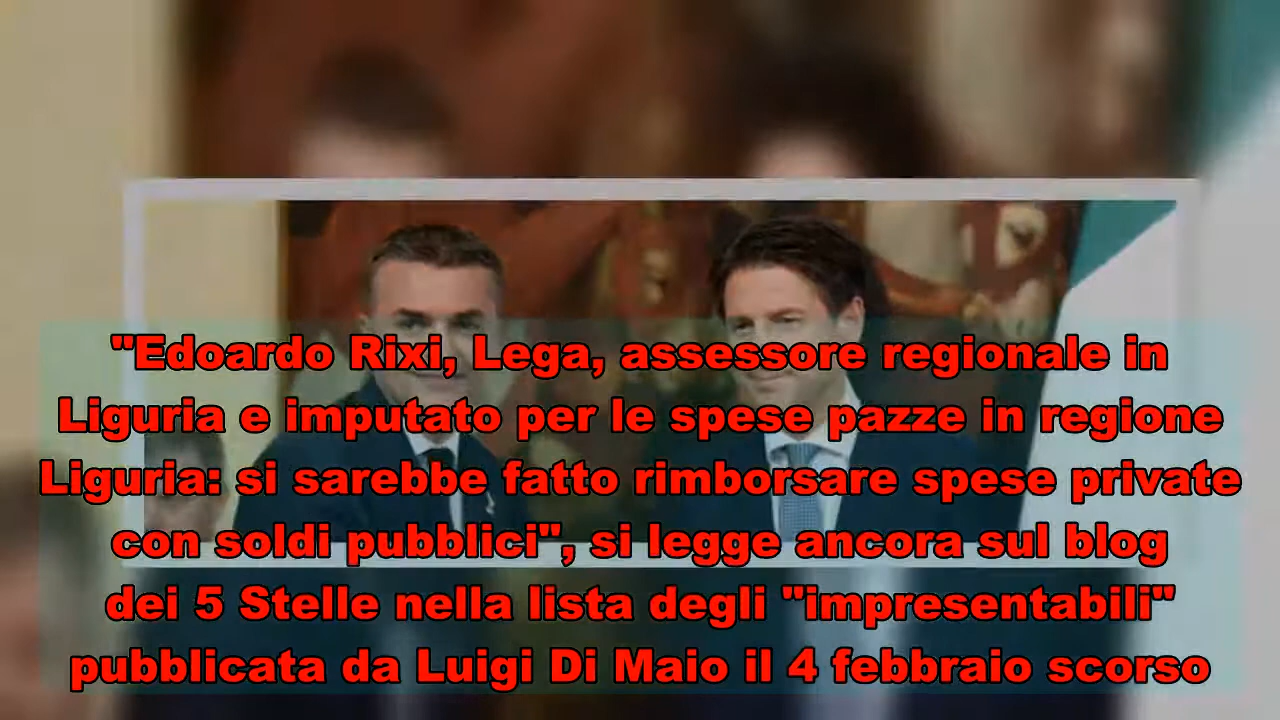 "Edoardo Rixi, Lega, assessore regionale in
Liguria e imputato per le spese pazze in regione
Liguria: si sarebbe fatto rimborsare spese private
con soldi pubblici", si legge ancora sul blog
dei 5 Stelle nella lista degli "impresentabili"
pubblicata da Luigi Di Maio il 4 febbraio scorso